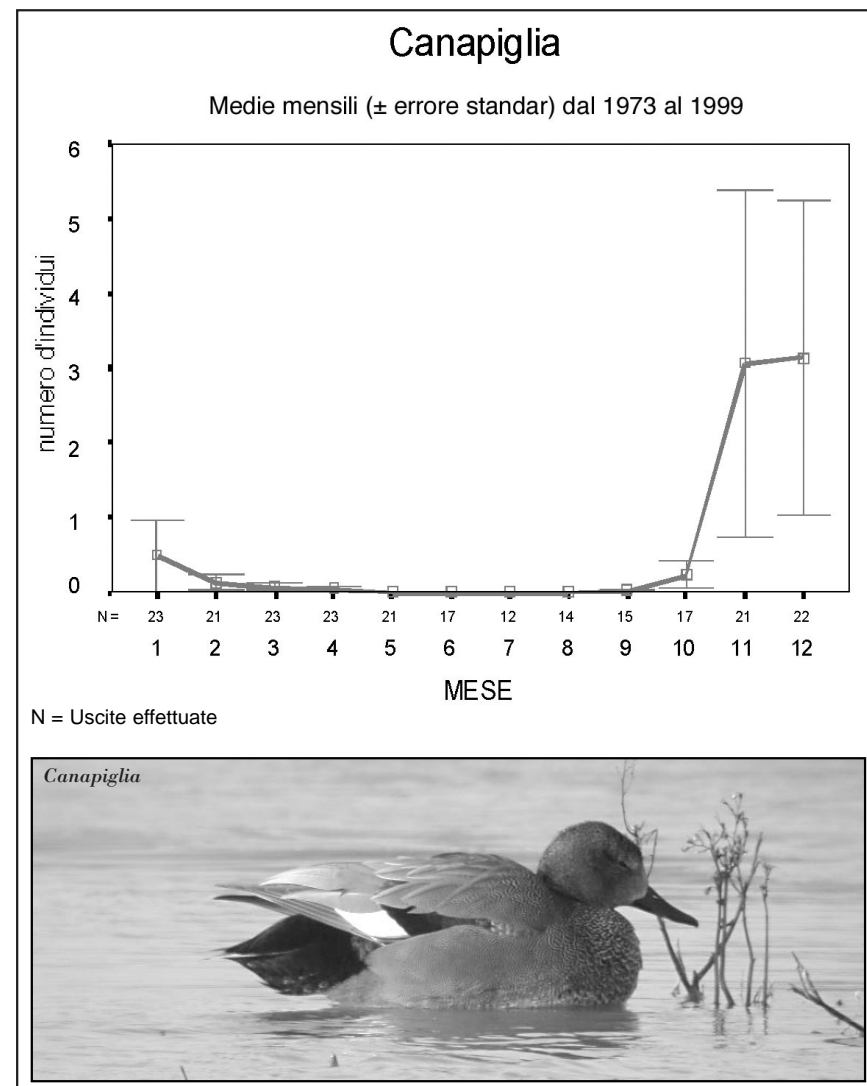 Canapiglia
Medie mensili (± errore standar) dal 1973 al 1999
6
5
4
3
2
1
0
numero d'individui
N = 23 21 23 23 21 17 12 14 15 17 21 22
1 2 3 4 5 6 7 8 9 10 11 12
MESE
N = Uscite effettuate
Canapiglia